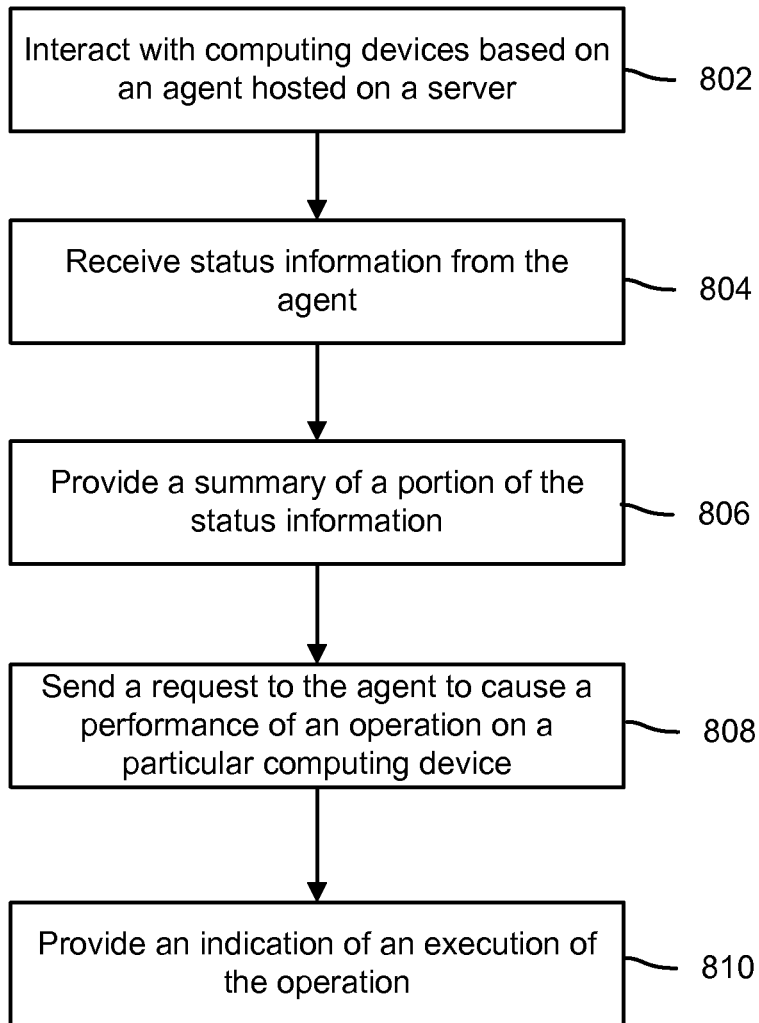 Interact with computing devices based on
an agent hosted on a server
802
Receive status information from the
agent
804
Provide a summary of a portion of the
status information
806
Send a request to the agent to cause a
performance of an operation on a
particular computing device
808
Provide an indication of an execution of
the operation
810